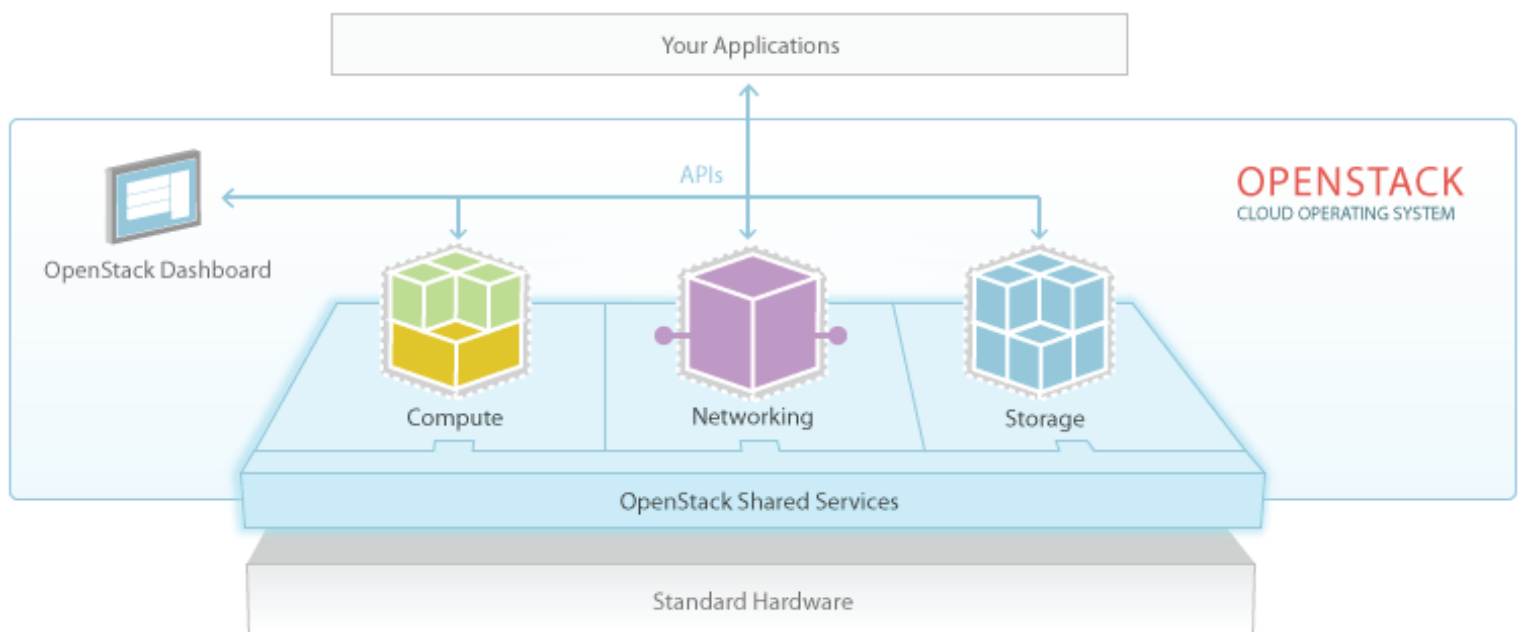 Your Applications
APIs
OPENSTACK
CLOUD OPERATING SYSTEM
OpenStack Dashboard
Compute
Networking
Storage
OpenStack Shared Services
Standard Hardware